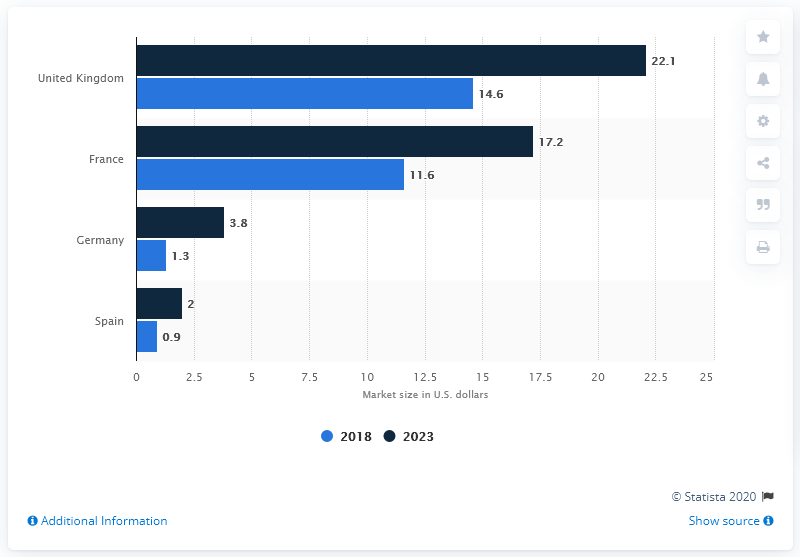 22.1
United Kingdom
14.6
17.2
France
11.6
3.8
Germany
1.3
2
Spain
0.9
0 2.5 5 7.5 10 12.5 15 17.5 20 22.5 25
Market size in U.S. dollars
2018 2023
© Statista 2020
Additional Information
Show source